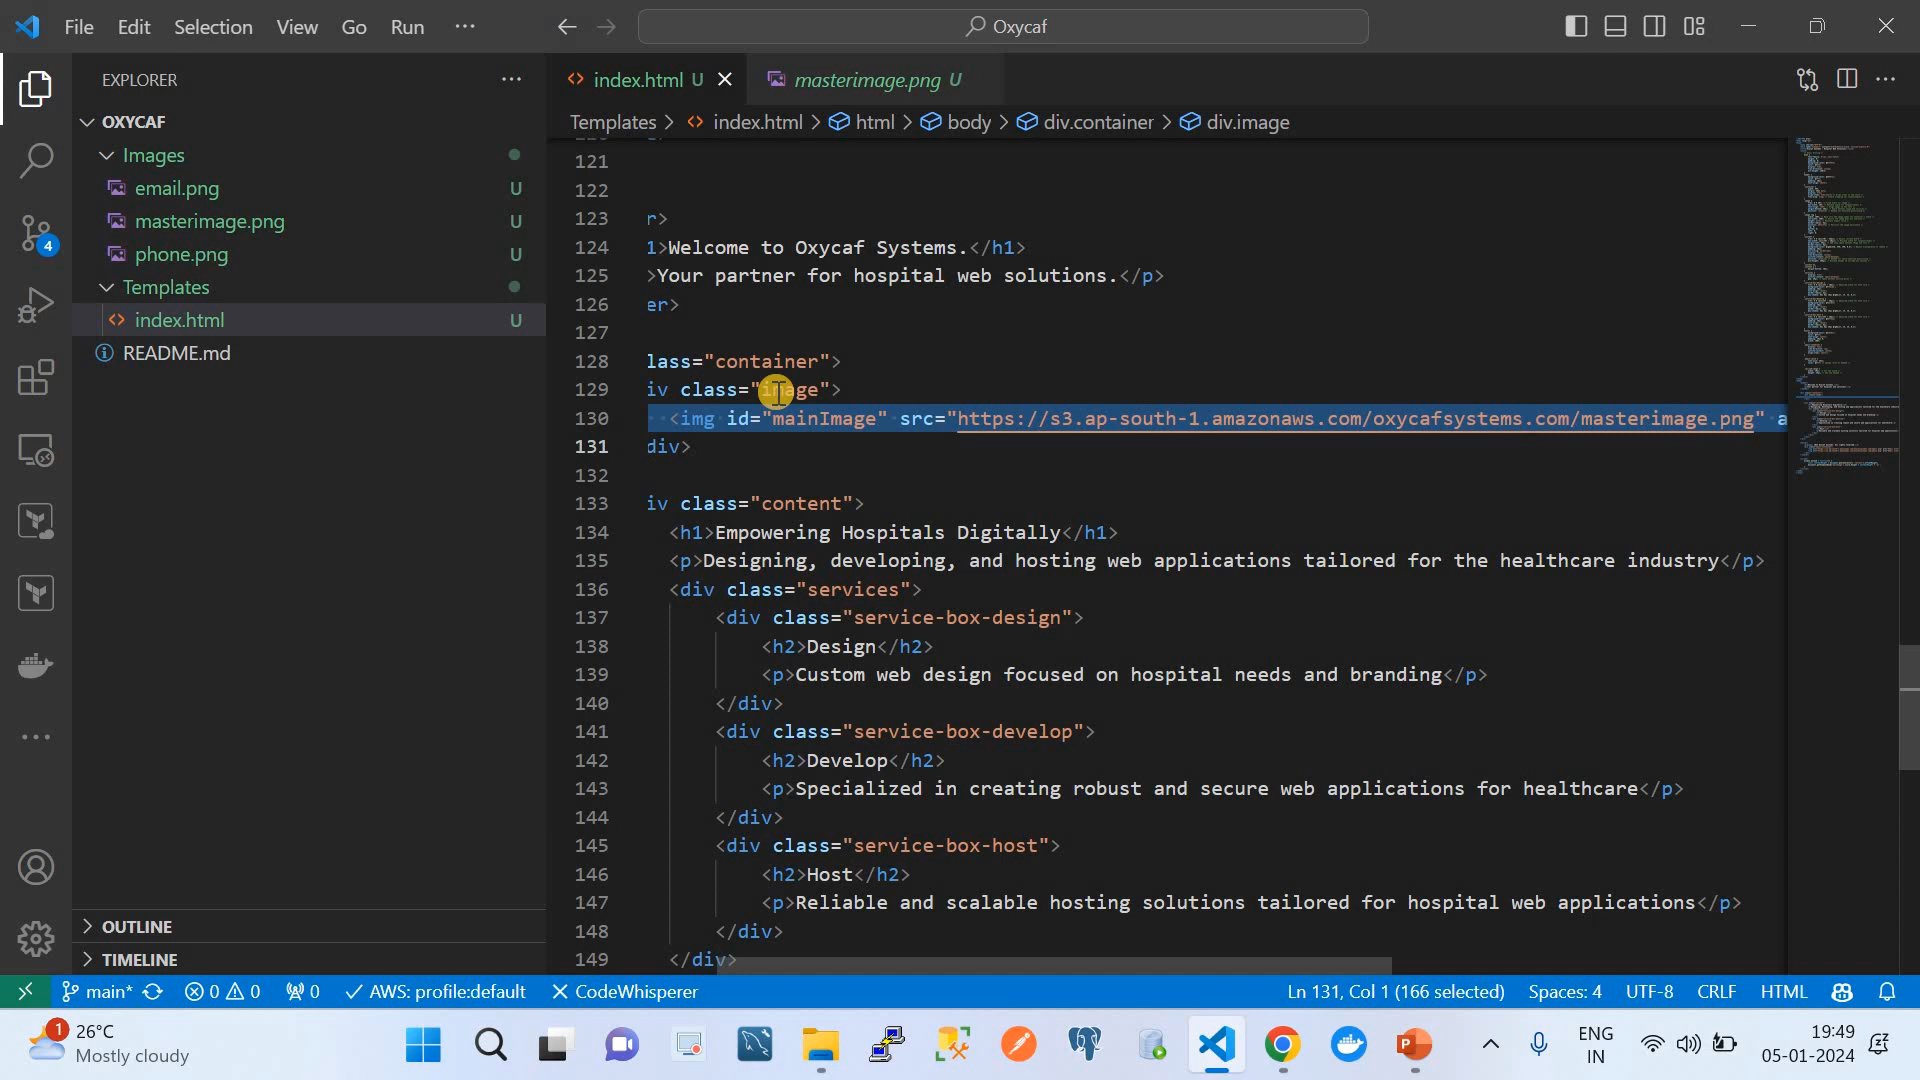 File Edit Selection View Go Run ··· Oxycaf
EXPLORER ···
index.html U masterimage.png U
Templates > index.html > html > body > div.container > div.image
OXYCAF
Images
email.png U
masterimage.png U
phone.png U
Templates
index.html U
README.md
OUTLINE
TIMELINE
4
121
122
123 r>
124 1>Welcome to Oxycaf Systems.</h1>
125 >Your partner for hospital web solutions.</p>
126 er>
127
128 lass="container">
129 iv class="image">
130 <img id="mainImage" src="https://s3.ap-south-1.amazonaws.com/oxycafsystems.com/masterimage.png" a
131 div>
132
133 iv class="content">
134 <h1>Empowering Hospitals Digitally</h1>
135 <p>Designing, developing, and hosting web applications tailored for the healthcare industry</p>
136 <div class="services">
137 <div class="service-box-design">
138 <h2>Design</h2>
139 <p>Custom web design focused on hospital needs and branding</p>
140 </div>
141 <div class="service-box-develop">
142 <h2>Develop</h2>
143 <p>Specialized in creating robust and secure web applications for healthcare</p>
144 </div>
145 <div class="service-box-host">
146 <h2>Host</h2>
147 <p>Reliable and scalable hosting solutions tailored for hospital web applications</p>
148 </div>
149 </div>
main* 0 0 0 AWS: profile:default CodeWhisperer Ln 131, Col 1 (166 selected) Spaces: 4 UTF-8 CRLF HTML
1 26°C
Mostly cloudy
ENG
IN
19:49
05-01-2024